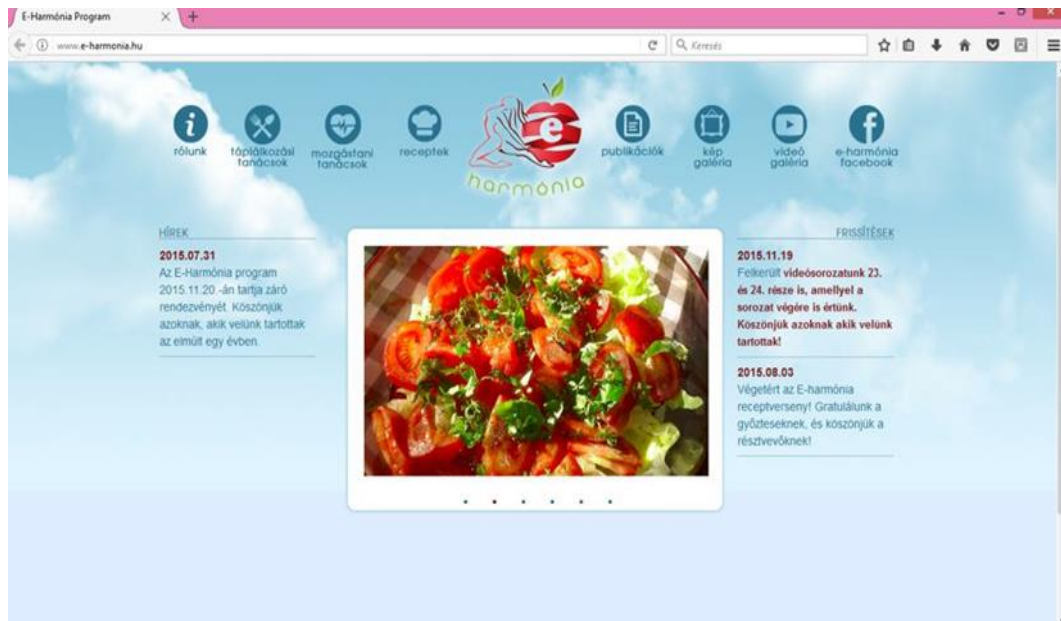 E-Harmónia Program
www.e-harmonia.hu
Keresés
rólunk
táplálkozási
tanácsok
mozgástani
tanácsok
receptek
e
harmónia
publikációk
kép
galéria
videó
galéria
e-harmónia
facebook
HÍREK
2015.07.31
Az E-Harmónia program
2015.11.20.-án tartja záró
rendezvényét. Köszönjük
azoknak, akik velünk tartottak
az elmúlt egy évben.
FRISSÍTÉSEK
2015.11.19
Felkerült videósorozatunk 23.
és 24. része is, amellyel a
sorozat végére is értünk.
Köszönjük azoknak akik velünk
tartottak!
2015.08.03
Végetért az E-harmónia
receptverseny! Gratulálunk a
győzteseknek, és köszönjük a
résztvevőknek!